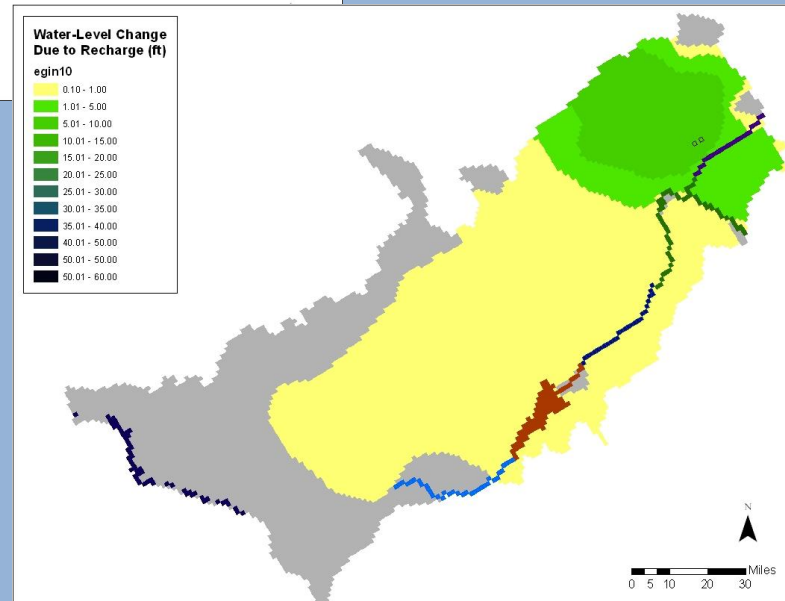 Water-Level Change
Due to Recharge (ft)
egin10
0.10 - 1.00
1.01 - 5.00
5.01 - 10.00
10.01 - 15.00
15.01 - 20.00
20.01 - 25.00
25.01 - 30.00
30.01 - 35.00
35.01 - 40.00
40.01 - 50.00
50.01 - 50.00
50.01 - 60.00
N
Miles
0 5 10 20 30